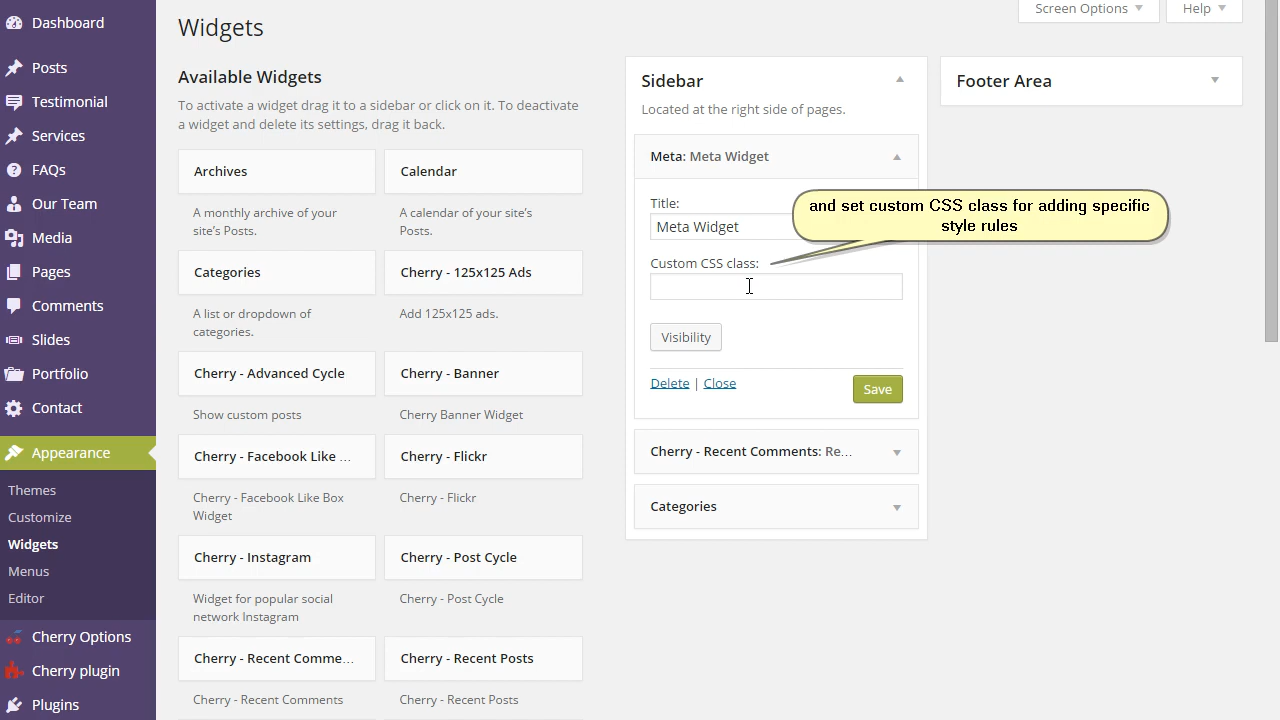 Dashboard
Posts
Testimonial
Services
FAQs
Our Team
Media
Pages
Comments
Slides
Portfolio
Contact
Appearance
Themes
Customize
Widgets
Menus
Editor
Cherry Options
Cherry plugin
Plugins
Screen Options
Help
Widgets
Available Widgets
To activate a widget drag it to a sidebar or click on it. To deactivate
a widget and delete its settings, drag it back.
Archives
A monthly archive of your
site's Posts.
Calendar
A calendar of your site's
Posts.
Categories
A list or dropdown of
categories.
Cherry - 125x125 Ads
Add 125x125 ads.
Cherry - Advanced Cycle
Show custom posts
Cherry - Banner
Cherry Banner Widget
Cherry - Facebook Like ...
Cherry - Facebook Like Box
Widget
Cherry - Flickr
Cherry - Flickr
Cherry - Instagram
Widget for popular social
network Instagram
Cherry - Post Cycle
Cherry - Post Cycle
Cherry - Recent Comme...
Cherry - Recent Comments
Cherry - Recent Posts
Cherry - Recent Posts
Sidebar
Located at the right side of pages.
Meta: Meta Widget
Title:
Meta Widget
and set custom CSS class for adding specific
style rules
Custom CSS class:
Visibility
Delete | Close
Save
Cherry - Recent Comments: Re...
Categories
Footer Area